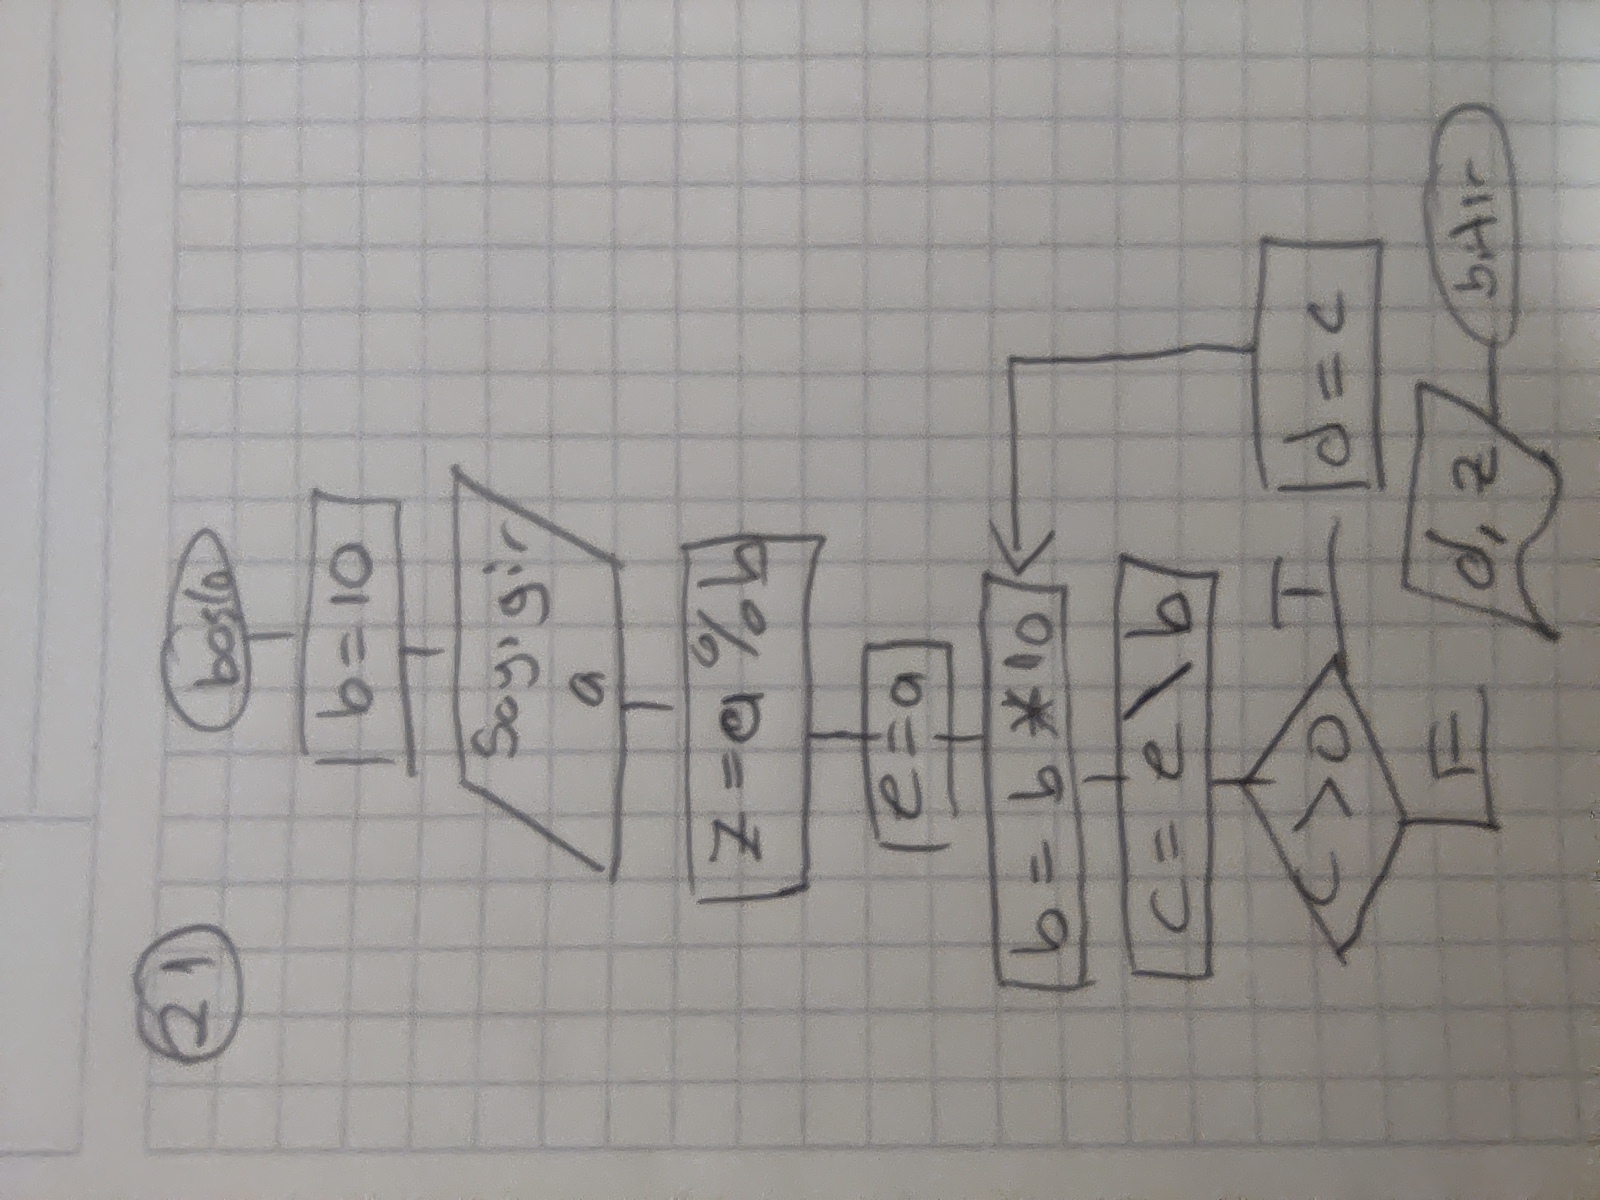 21
başla
b = 10
Sayı gir
a
z = a % b
e = a
b = b * 10
c = e \ b
c > 0
T
d = c
F
d, z
bitir